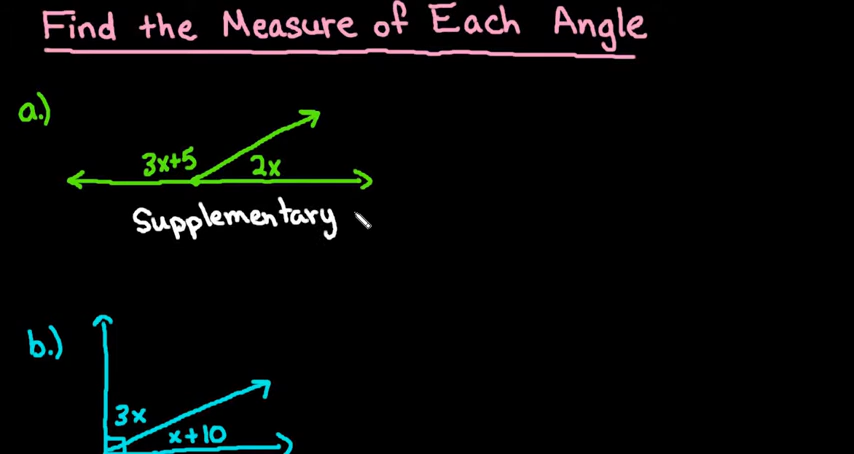 Find the Measure of Each Angle
a.)
3x+5
2x
Supplementary
b.)
3x
x+10